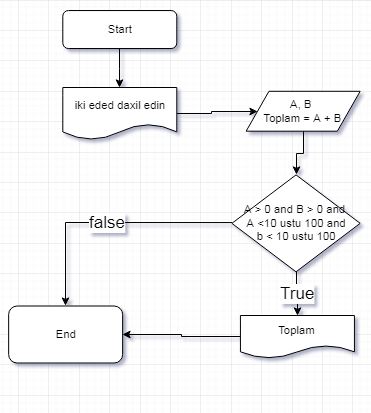 Start
iki eded daxil edin
A, B
Toplam = A + B
A > 0 and B > 0 and
A <10 ustu 100 and
b < 10 ustu 100
false
True
Toplam
End